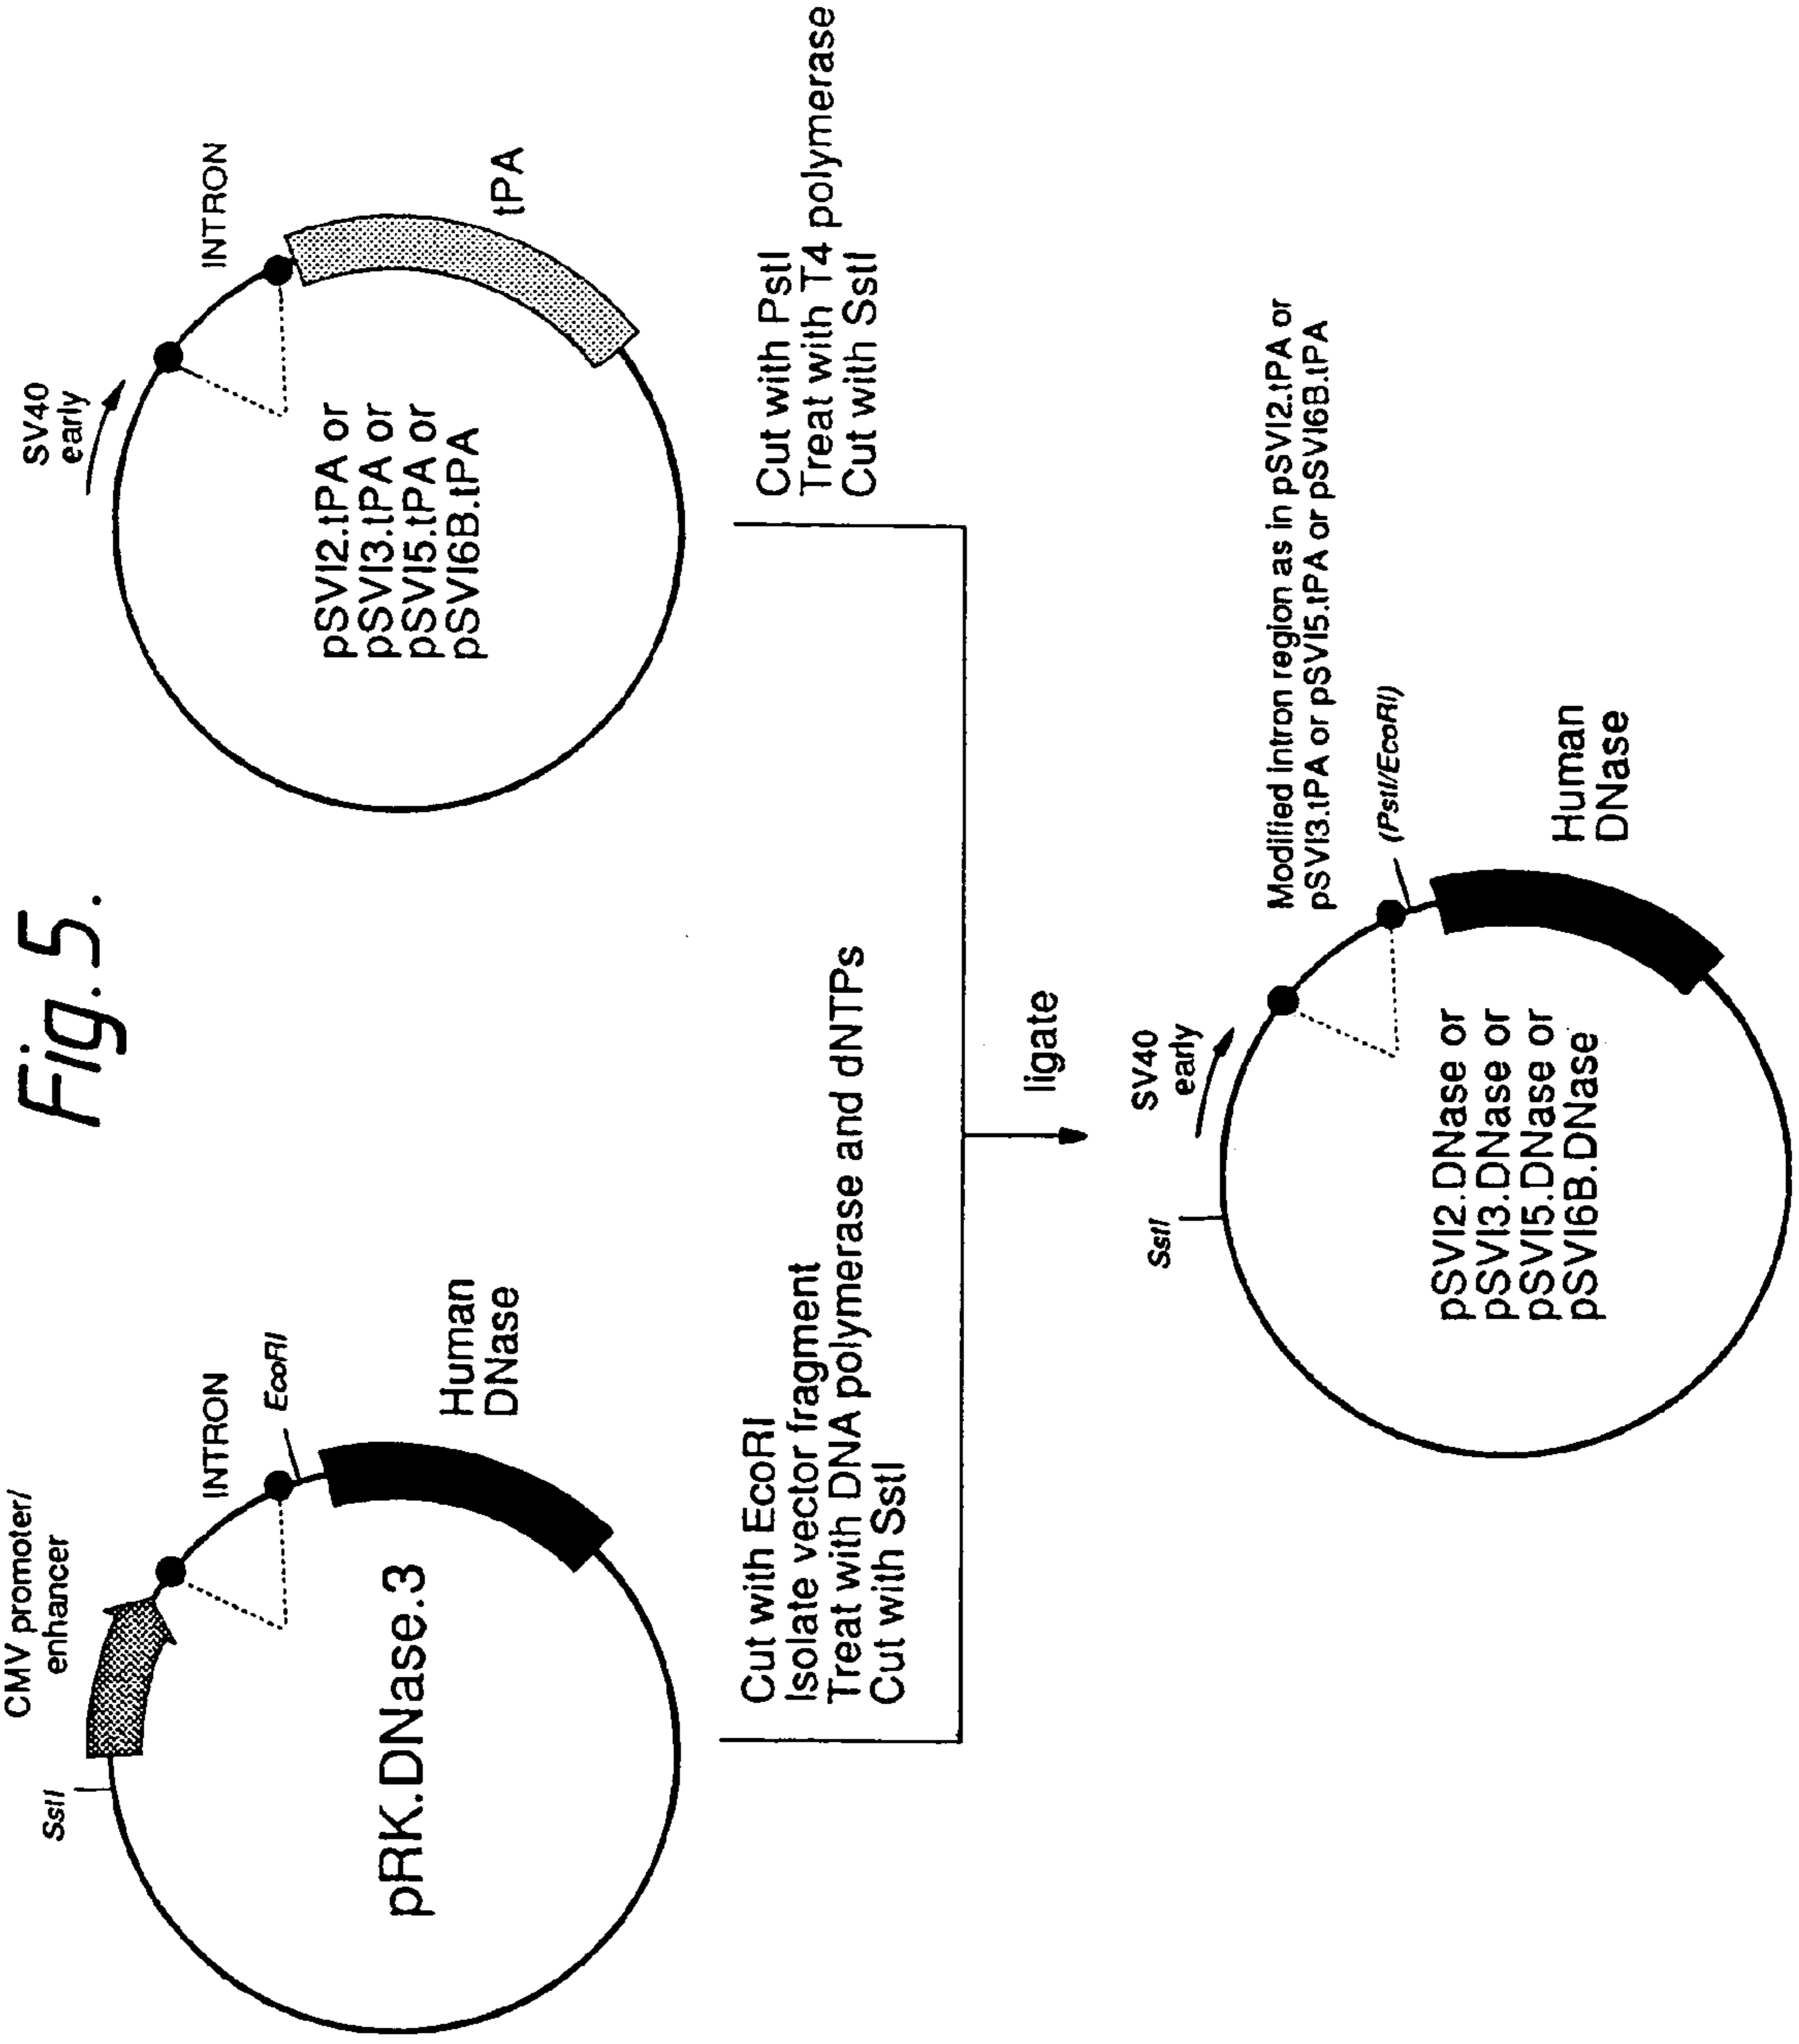 Fig. 5.
SstI
CMV promoter/
enhancer
INTRON
EcoRI
pRK.DNase.3
Human
DNase
SV40
early
INTRON
pSVI2.tPA or
pSVI3.tPA or
pSVI5.tPA or
pSVI6B.tPA
tPA
Cut with EcoRI
Isolate vector fragment
Treat with DNA polymerase and dNTPs
Cut with SstI
Cut with PstI
Treat with T4 polymerase
Cut with SstI
ligate
SstI
SV40
early
Modified intron region as in pSVI2.tPA or
pSVI3.tPA or pSVI5.tPA or pSVI6B.tPA
(PstI/EcoRI)
pSVI2.DNase or
pSVI3.DNase or
pSVI5.DNase or
pSVI6B.DNase
Human
DNase